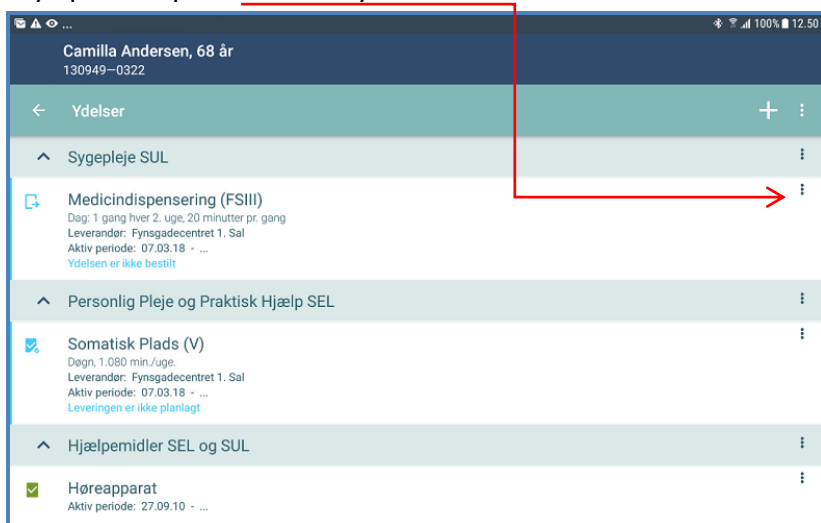 ...
100% 12.50
Camilla Andersen, 68 år
130949–0322
Ydelser
Sygepleje SUL
Medicindispensering (FSIII)
Dag: 1 gang hver 2. uge, 20 minutter pr. gang
Leverandør: Fynsgadecentret 1. Sal
Aktiv periode: 07.03.18 - ...
Ydelsen er ikke bestilt
Personlig Pleje og Praktisk Hjælp SEL
Somatisk Plads (V)
Døgn, 1.080 min./uge.
Leverandør: Fynsgadecentret 1. Sal
Aktiv periode: 07.03.18 - ...
Leveringen er ikke planlagt
Hjælpemidler SEL og SUL
Høreapparat
Aktiv periode: 27.09.10 - ...